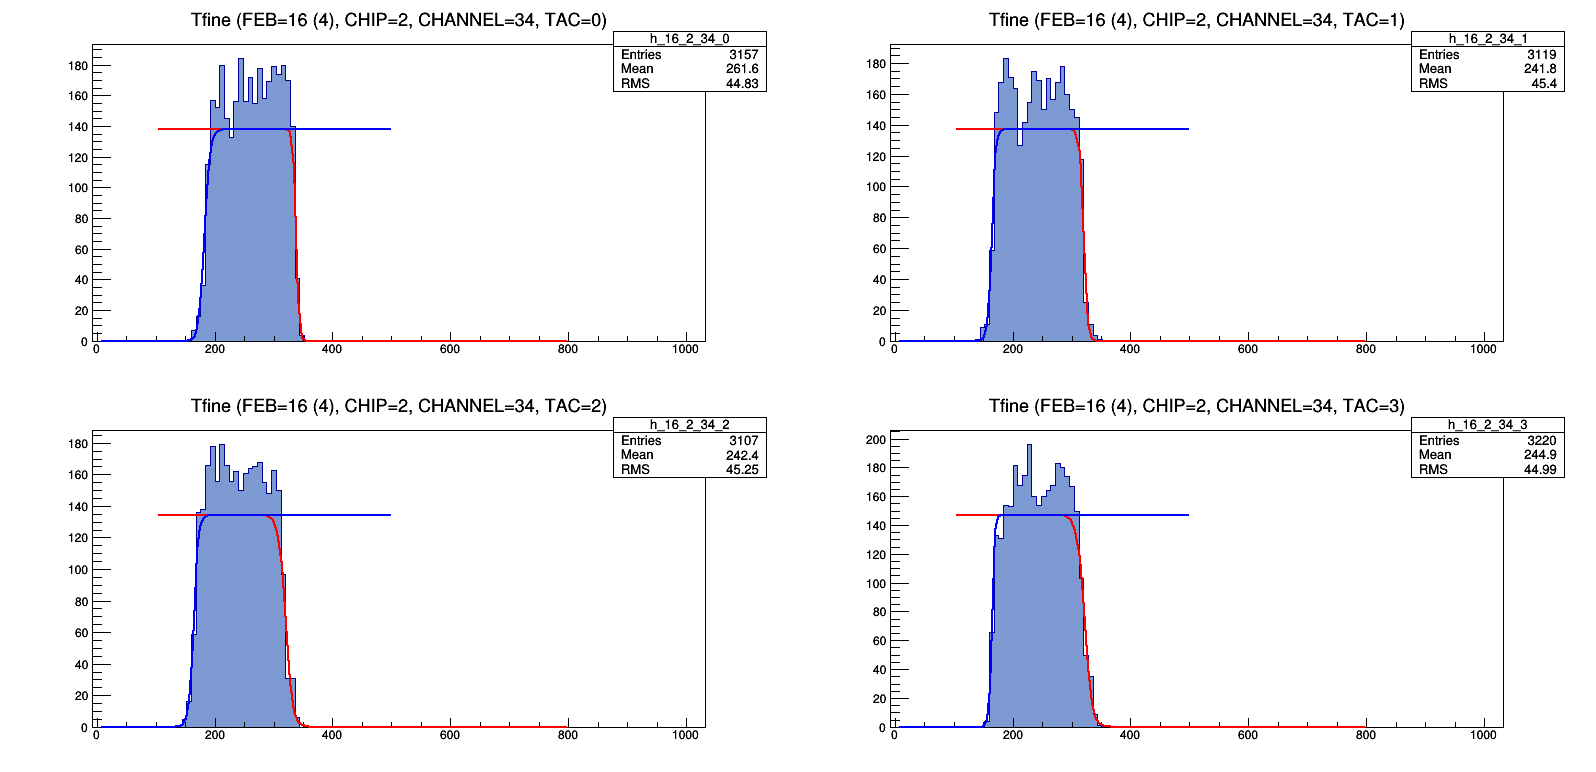 Tfine (FEB=16 (4), CHIP=2, CHANNEL=34, TAC=0)
h_16_2_34_0
Entries 3157
Mean 261.6
RMS 44.83
180
160
140
120
100
80
60
40
20
0
0 200 400 600 800 1000
Tfine (FEB=16 (4), CHIP=2, CHANNEL=34, TAC=1)
h_16_2_34_1
Entries 3119
Mean 241.8
RMS 45.4
180
160
140
120
100
80
60
40
20
0
0 200 400 600 800 1000
Tfine (FEB=16 (4), CHIP=2, CHANNEL=34, TAC=2)
h_16_2_34_2
Entries 3107
Mean 242.4
RMS 45.25
180
160
140
120
100
80
60
40
20
0
0 200 400 600 800 1000
Tfine (FEB=16 (4), CHIP=2, CHANNEL=34, TAC=3)
h_16_2_34_3
Entries 3220
Mean 244.9
RMS 44.99
200
180
160
140
120
100
80
60
40
20
0
0 200 400 600 800 1000